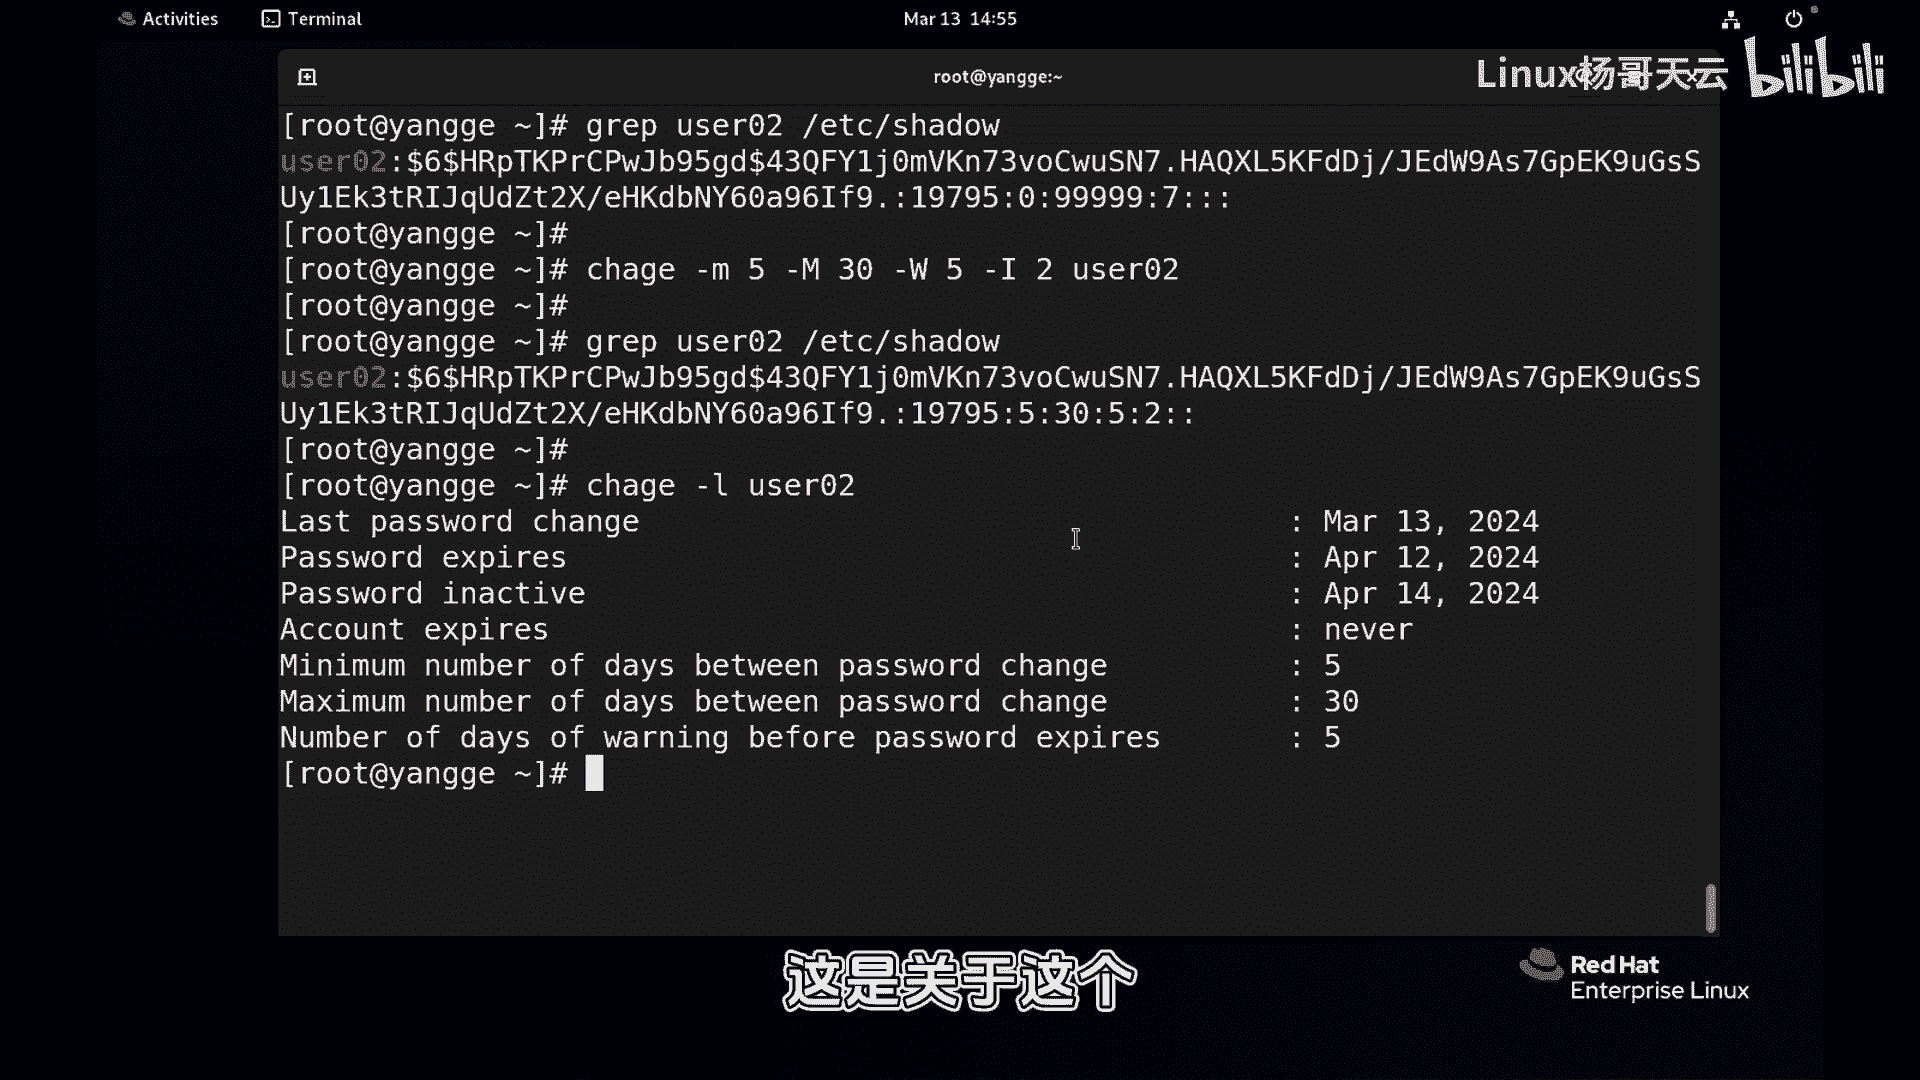 Activities Terminal Mar 13 14:55
root@yangge:~
Linux杨哥天云 bilibili
[root@yangge ~]# grep user02 /etc/shadow
user02:$6$HRpTKPrCPwJb95gd$43QFY1j0mVKn73voCwuSN7.HAQXL5KFdDj/JEdW9As7GpEK9uGsS
Uy1Ek3tRIJqUdZt2X/eHKdbNY60a96If9.:19795:0:99999:7:::
[root@yangge ~]#
[root@yangge ~]# chage -m 5 -M 30 -W 5 -I 2 user02
[root@yangge ~]#
[root@yangge ~]# grep user02 /etc/shadow
user02:$6$HRpTKPrCPwJb95gd$43QFY1j0mVKn73voCwuSN7.HAQXL5KFdDj/JEdW9As7GpEK9uGsS
Uy1Ek3tRIJqUdZt2X/eHKdbNY60a96If9.:19795:5:30:5:2::
[root@yangge ~]#
[root@yangge ~]# chage -l user02
Last password change : Mar 13, 2024
Password expires : Apr 12, 2024
Password inactive : Apr 14, 2024
Account expires : never
Minimum number of days between password change : 5
Maximum number of days between password change : 30
Number of days of warning before password expires : 5
[root@yangge ~]#
这是关于这个
Red Hat
Enterprise Linux